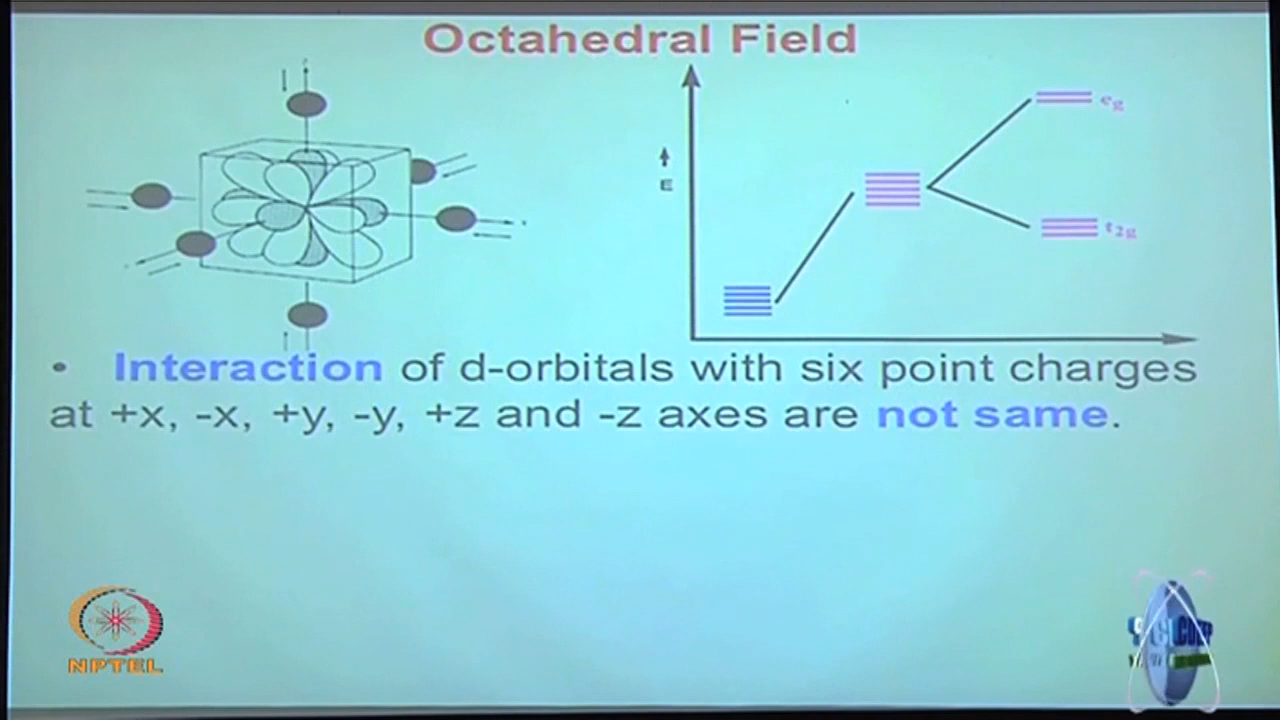 Octahedral Field
E
eg
t2g
• Interaction of d-orbitals with six point charges
at +x, -x, +y, -y, +z and -z axes are not same.
NPTEL